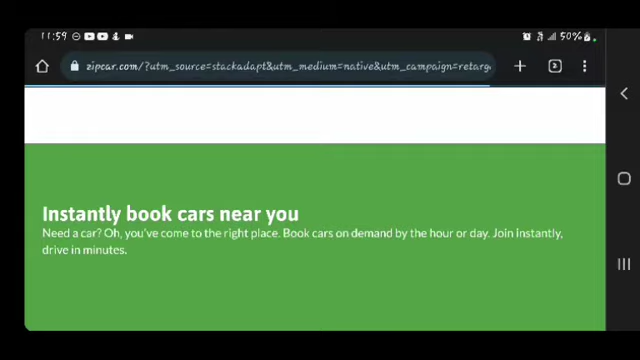 11:59
50%
zipcar.com/?utm_source=stackadapt&utm_medium=native&utm_campaign=retarg
Instantly book cars near you
Need a car? Oh, you've come to the right place. Book cars on demand by the hour or day. Join instantly,
drive in minutes.